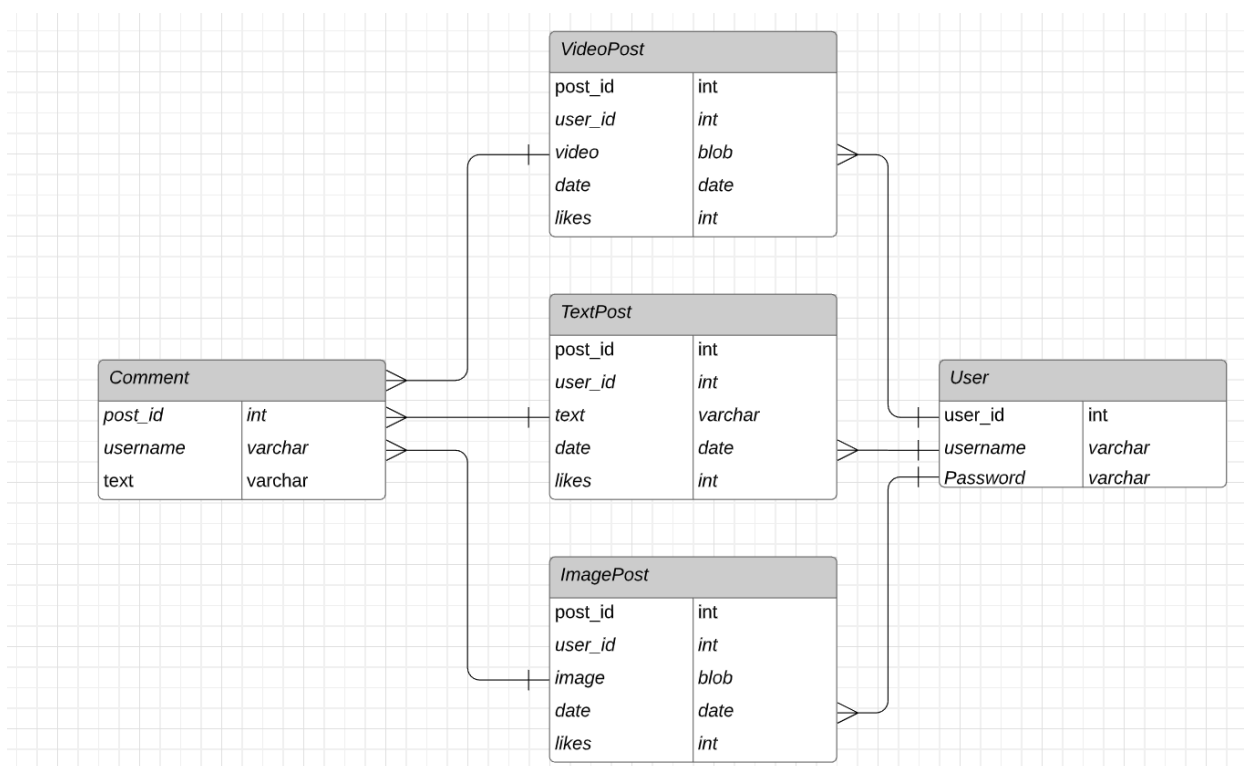 VideoPost
post_id int
user_id int
video blob
date date
likes int
TextPost
post_id int
user_id int
text varchar
date date
likes int
Comment
post_id int
username varchar
text varchar
User
user_id int
username varchar
Password varchar
ImagePost
post_id int
user_id int
image blob
date date
likes int